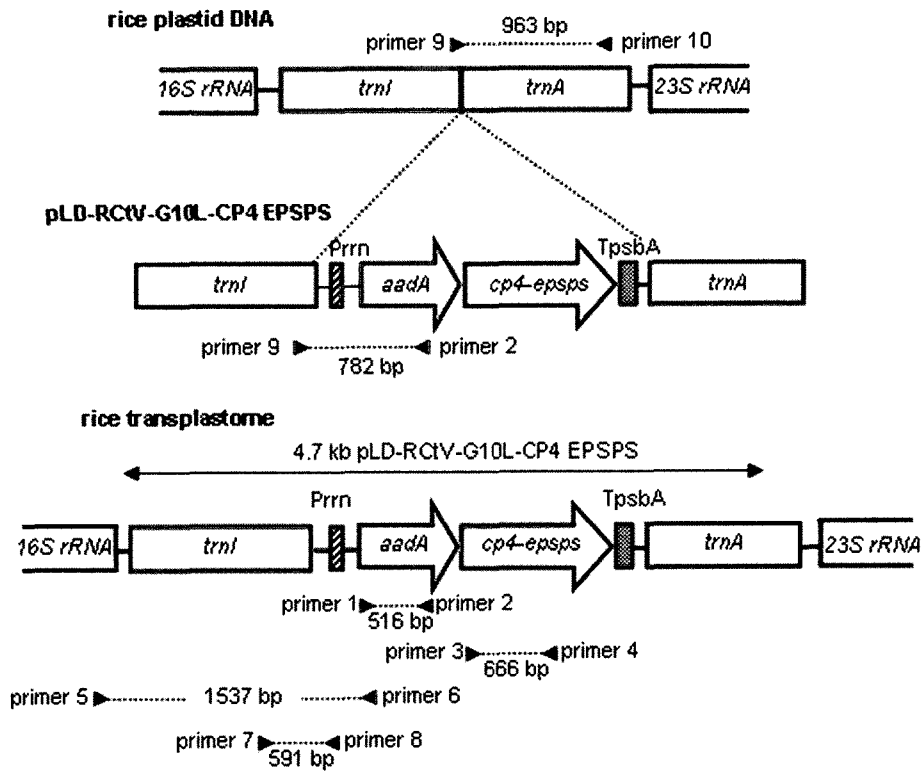 rice plastid DNA
963 bp
primer 9
primer 10
16S rRNA
trnI
trnA
23S rRNA
pLD-RCtV-G10L-CP4 EPSPS
Prrn
TpsbA
trnI
aadA
cp4-epsps
trnA
primer 9
primer 2
782 bp
rice transplastome
4.7 kb pLD-RCtV-G10L-CP4 EPSPS
Prrn
TpsbA
16S rRNA
trnI
aadA
cp4-epsps
trnA
23S rRNA
primer 1
primer 2
516 bp
primer 3
primer 4
666 bp
primer 5
1537 bp
primer 6
primer 7
primer 8
591 bp